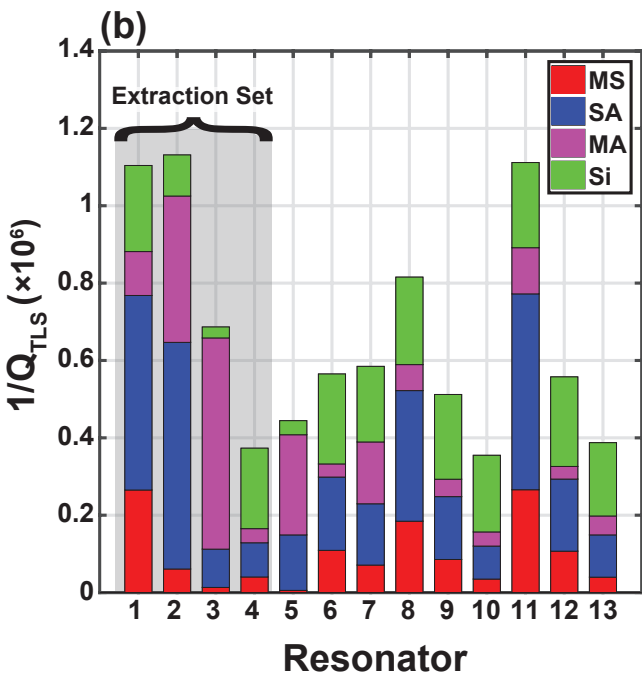 (b)
1.4
1.2
1
0.8
0.6
0.4
0.2
0
1/Q_TLS (×10⁶)
Extraction Set
MS
SA
MA
Si
1 2 3 4 5 6 7 8 9 10 11 12 13
Resonator